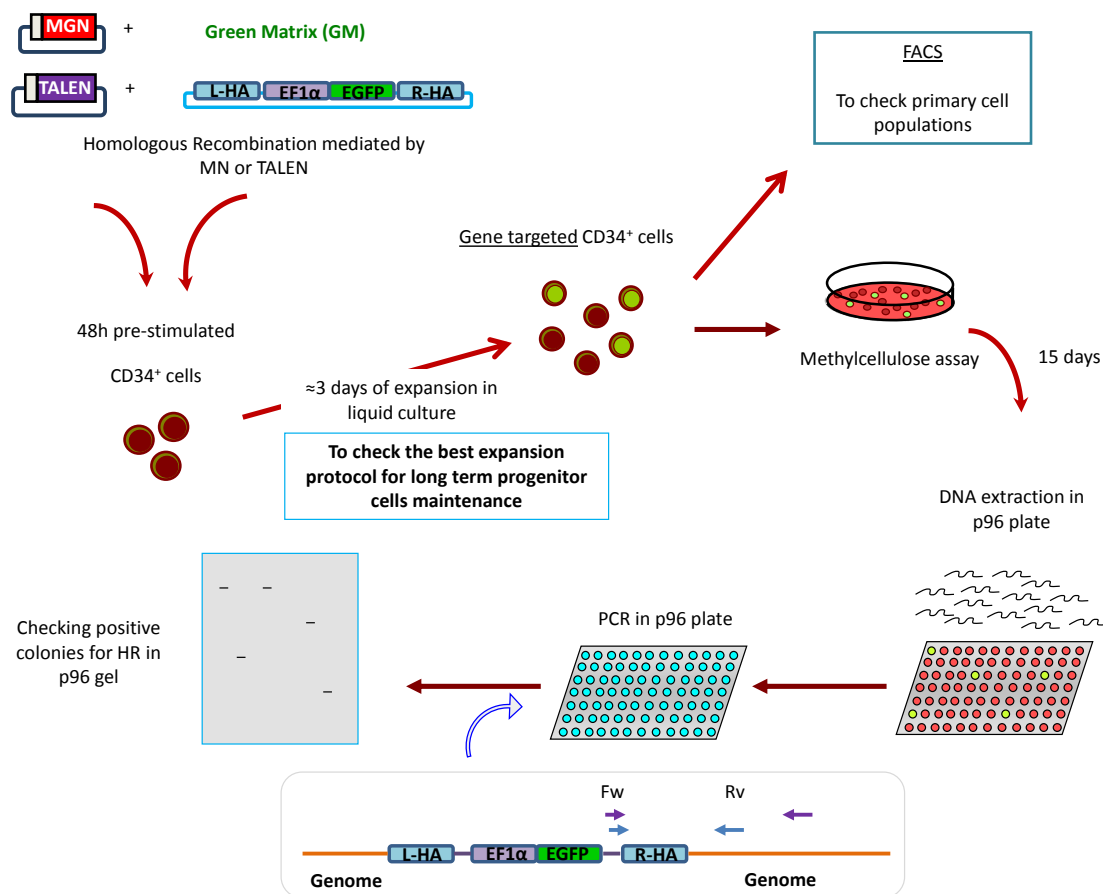 MGN
+
Green Matrix (GM)
TALEN
+
L-HA
EF1α
EGFP
R-HA
Homologous Recombination mediated by
MN or TALEN
FACS
To check primary cell
populations
Gene targeted CD34⁺ cells
48h pre-stimulated
CD34⁺ cells
≈3 days of expansion in
liquid culture
To check the best expansion
protocol for long term progenitor
cells maintenance
Methylcellulose assay
15 days
DNA extraction in
p96 plate
PCR in p96 plate
Checking positive
colonies for HR in
p96 gel
Fw
Rv
L-HA
EF1α
EGFP
R-HA
Genome
Genome